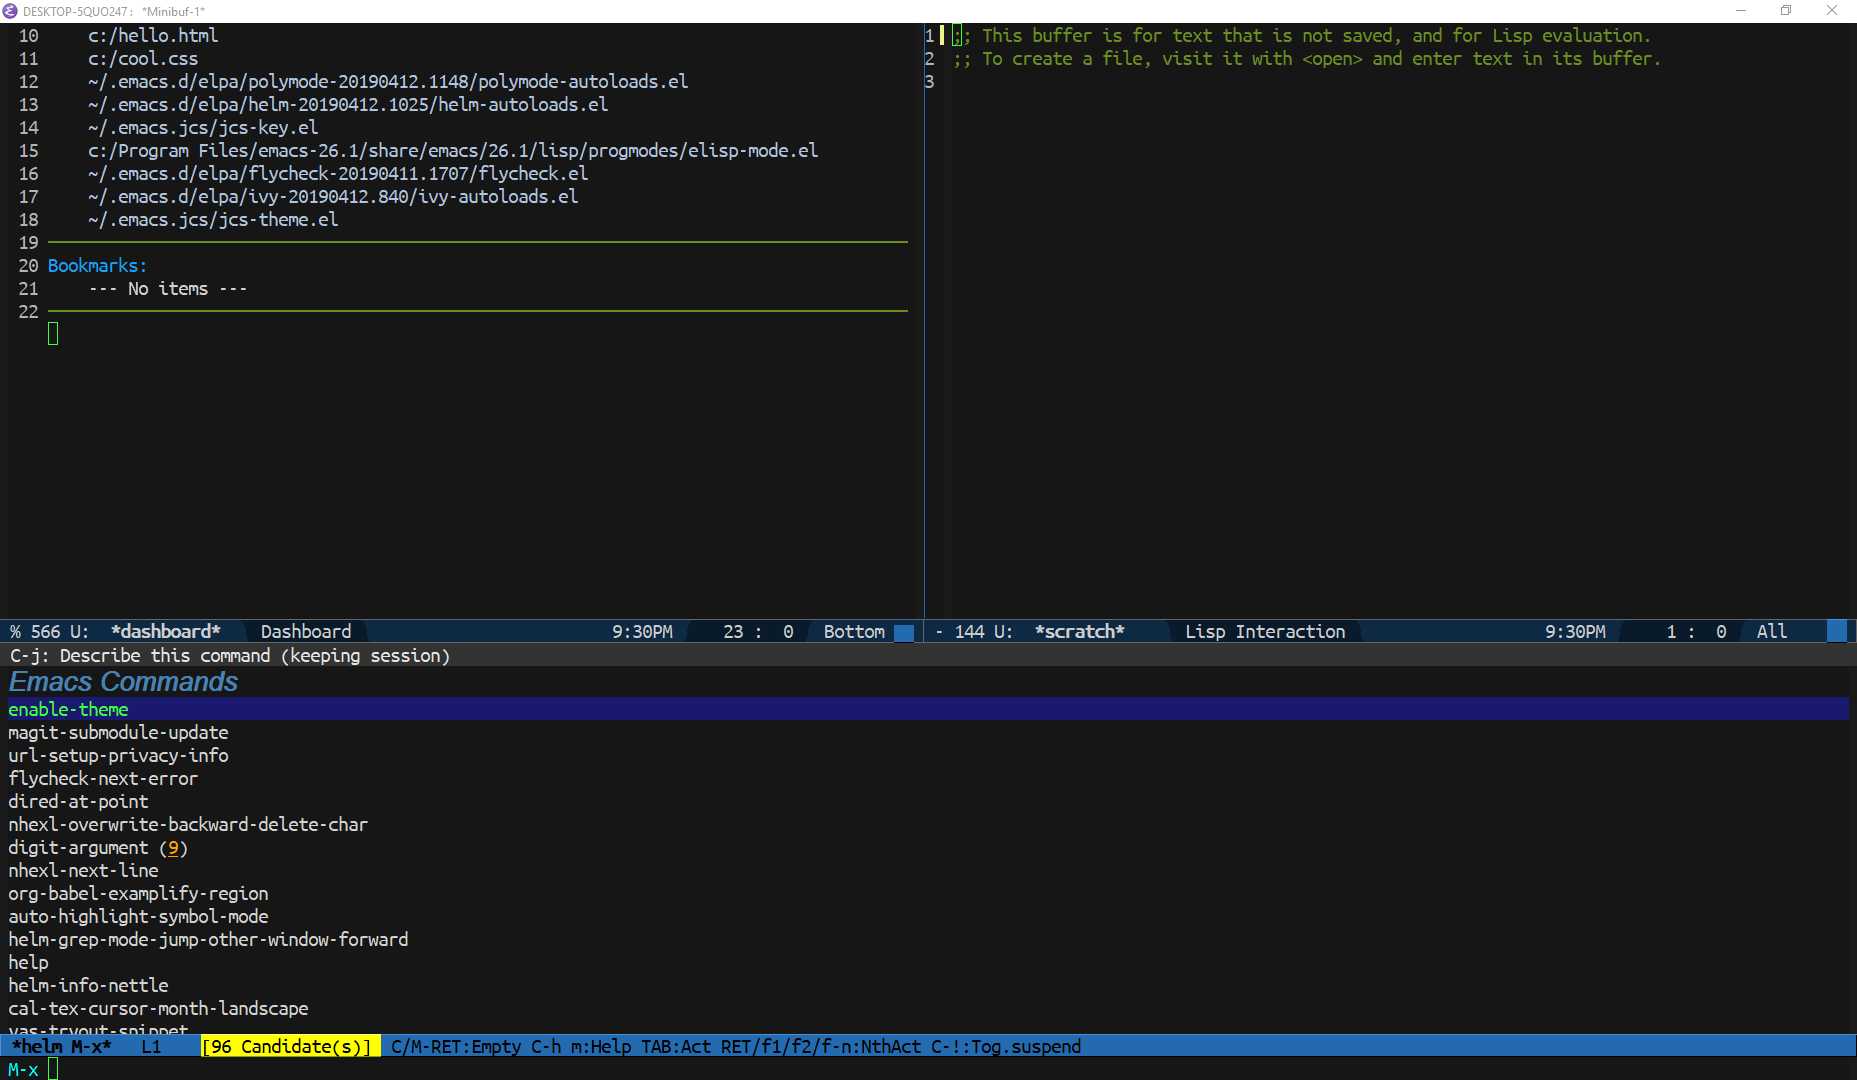 DESKTOP-5QUO247: *Minibuf-1*
10 c:/hello.html
11 c:/cool.css
12 ~/.emacs.d/elpa/polymode-20190412.1148/polymode-autoloads.el
13 ~/.emacs.d/elpa/helm-20190412.1025/helm-autoloads.el
14 ~/.emacs.jcs/jcs-key.el
15 c:/Program Files/emacs-26.1/share/emacs/26.1/lisp/progmodes/elisp-mode.el
16 ~/.emacs.d/elpa/flycheck-20190411.1707/flycheck.el
17 ~/.emacs.d/elpa/ivy-20190412.840/ivy-autoloads.el
18 ~/.emacs.jcs/jcs-theme.el
19
20 Bookmarks:
21 --- No items ---
22
1 ;; This buffer is for text that is not saved, and for Lisp evaluation.
2 ;; To create a file, visit it with <open> and enter text in its buffer.
3
% 566 U: *dashboard* Dashboard 9:30PM 23 : 0 Bottom
- 144 U: *scratch* Lisp Interaction 9:30PM 1 : 0 All
C-j: Describe this command (keeping session)
Emacs Commands
enable-theme
magit-submodule-update
url-setup-privacy-info
flycheck-next-error
dired-at-point
nhexl-overwrite-backward-delete-char
digit-argument (9)
nhexl-next-line
org-babel-examplify-region
auto-highlight-symbol-mode
helm-grep-mode-jump-other-window-forward
help
helm-info-nettle
cal-tex-cursor-month-landscape
yas-tryout-snippet
*helm M-x* L1 [96 Candidate(s)] C/M-RET:Empty C-h m:Help TAB:Act RET/f1/f2/f-n:NthAct C-!:Tog.suspend
M-x